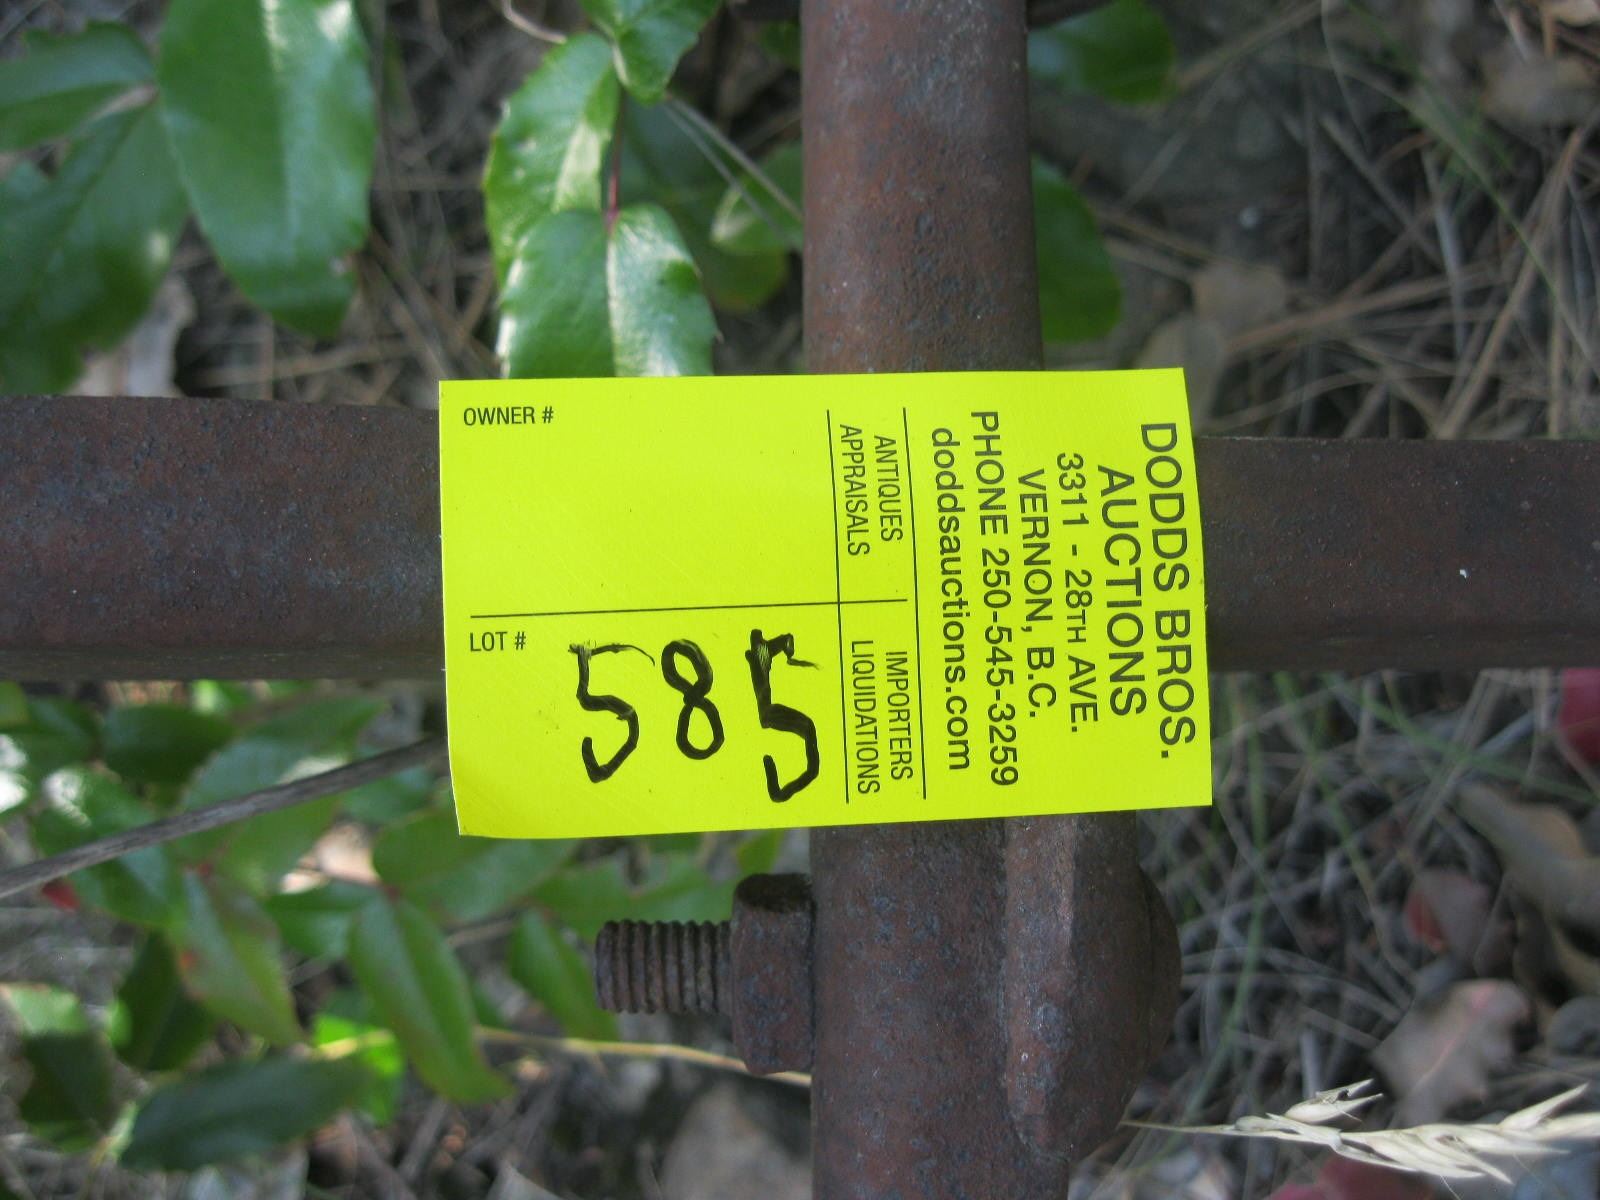 DODDS BROS.
AUCTIONS
3311 - 28TH AVE.
VERNON, B.C.
PHONE 250-545-3259
doddsauctions.com
ANTIQUES
APPRAISALS
IMPORTERS
LIQUIDATIONS
OWNER #
LOT #
585